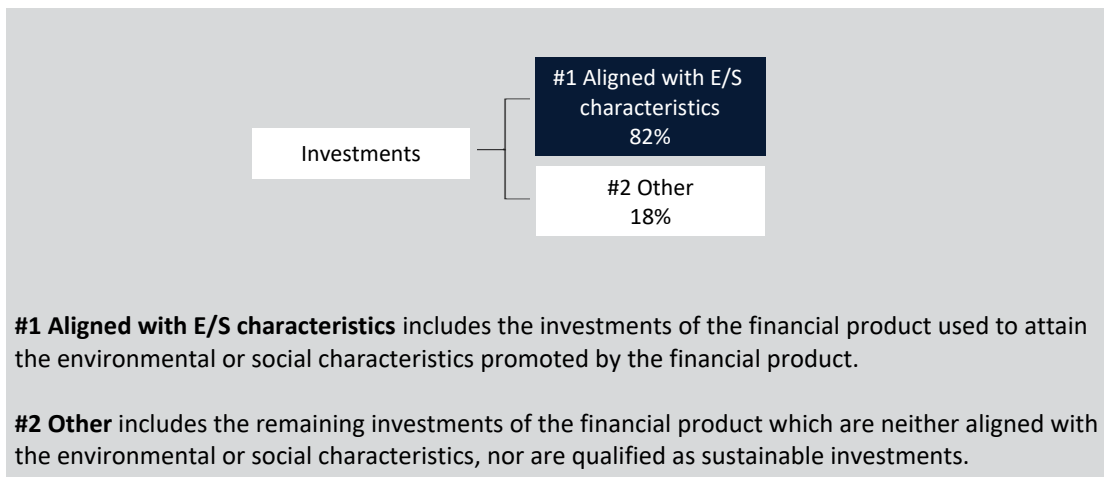 #1 Aligned with E/S
characteristics
82%
Investments
#2 Other
18%
#1 Aligned with E/S characteristics includes the investments of the financial product used to attain
the environmental or social characteristics promoted by the financial product.
#2 Other includes the remaining investments of the financial product which are neither aligned with
the environmental or social characteristics, nor are qualified as sustainable investments.